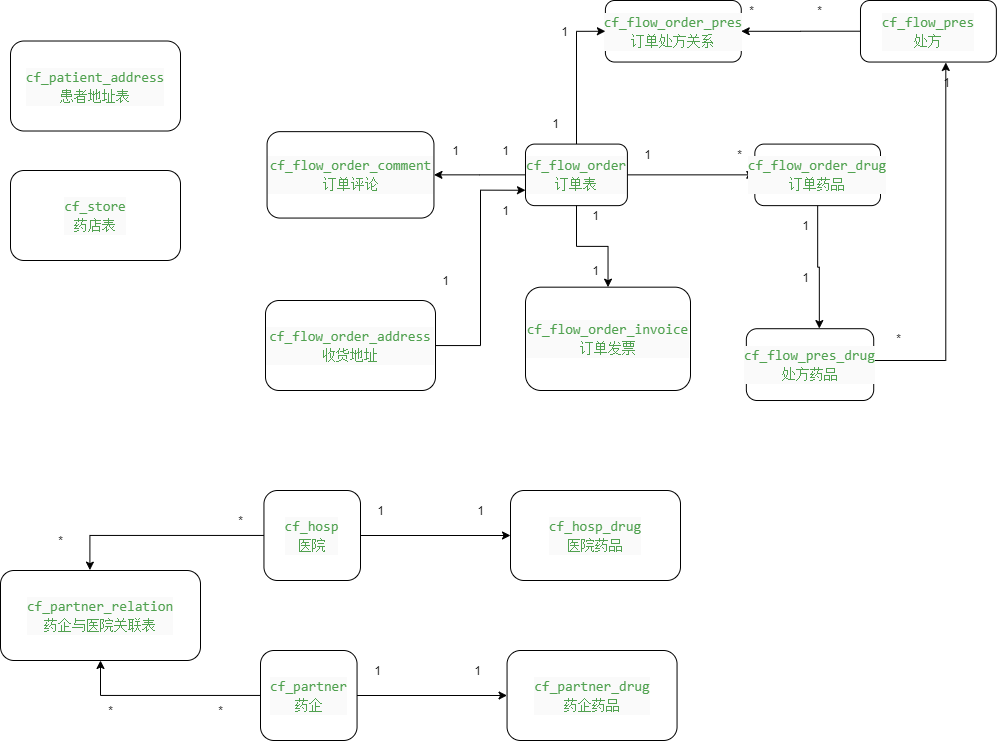 cf_flow_order_pres
订单处方关系
*
*
cf_flow_pres
处方
1
cf_patient_address
患者地址表
1
1
cf_flow_order_comment
订单评论
1
1
cf_flow_order
订单表
1
*
cf_flow_order_drug
订单药品
cf_store
药店表
1
1
1
1
1
1
cf_flow_order_address
收货地址
cf_flow_order_invoice
订单发票
*
cf_flow_pres_drug
处方药品
*
*
cf_hosp
医院
1
1
cf_hosp_drug
医院药品
cf_partner_relation
药企与医院关联表
*
*
cf_partner
药企
1
1
cf_partner_drug
药企药品